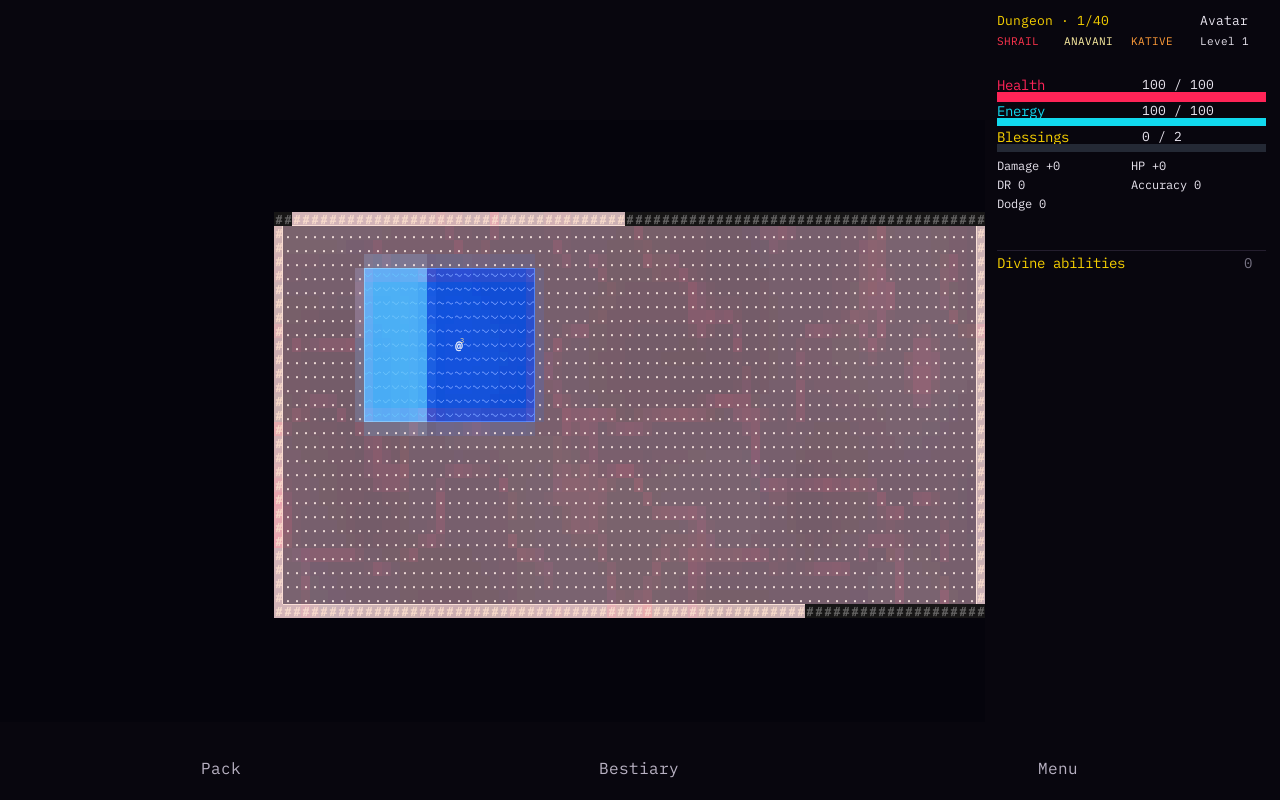 Dungeon · 1/40 Avatar
SHRAIL ANAVANI KATIVE Level 1
Health 100 / 100
Energy 100 / 100
Blessings 0 / 2
Damage +0 HP +0
DR 0 Accuracy 0
Dodge 0
Divine abilities 0
@
Pack Bestiary Menu